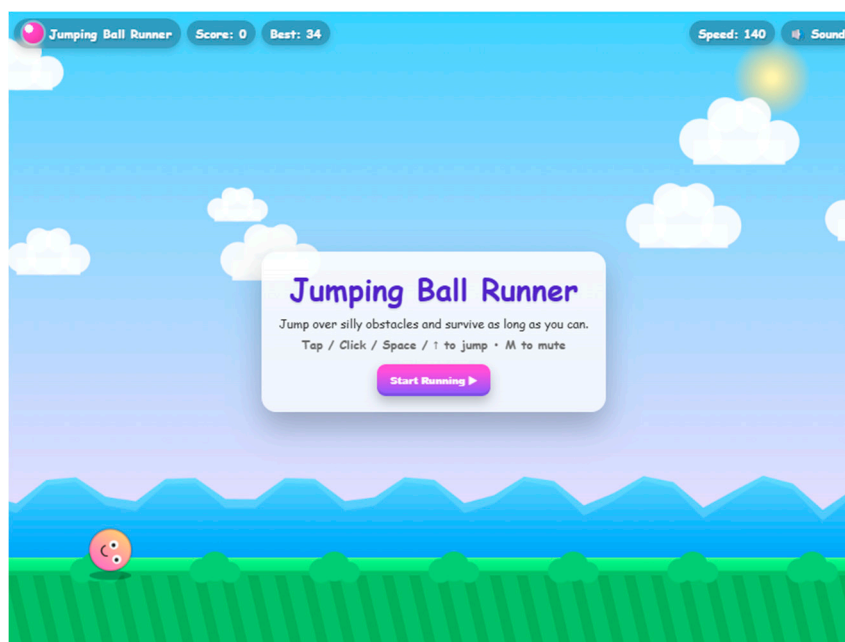 Jumping Ball Runner
Score: 0
Best: 34
Speed: 140
Sound
Jumping Ball Runner
Jump over silly obstacles and survive as long as you can.
Tap / Click / Space / ↑ to jump • M to mute
Start Running ▶